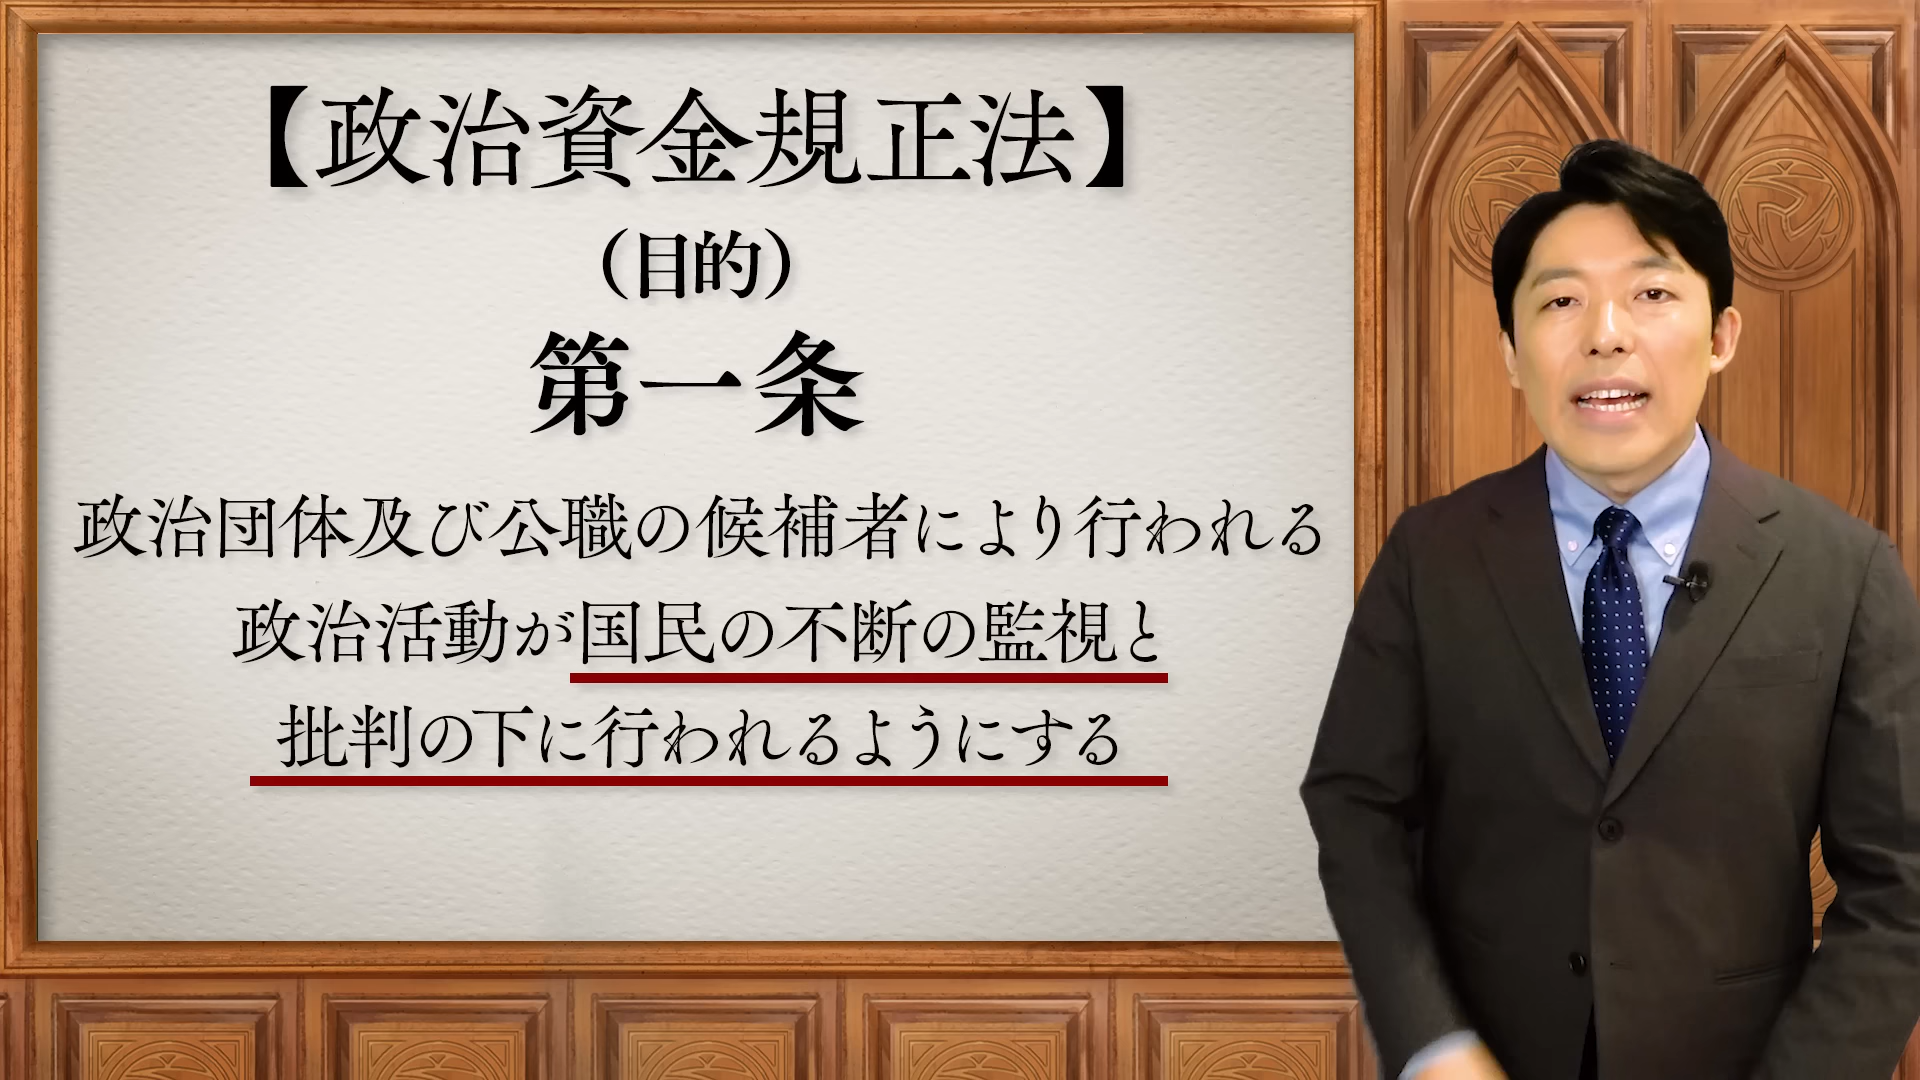 【政治資金規正法】
（目的）
第一条
政治団体及び公職の候補者により行われる
政治活動が国民の不断の監視と
批判の下に行われるようにする